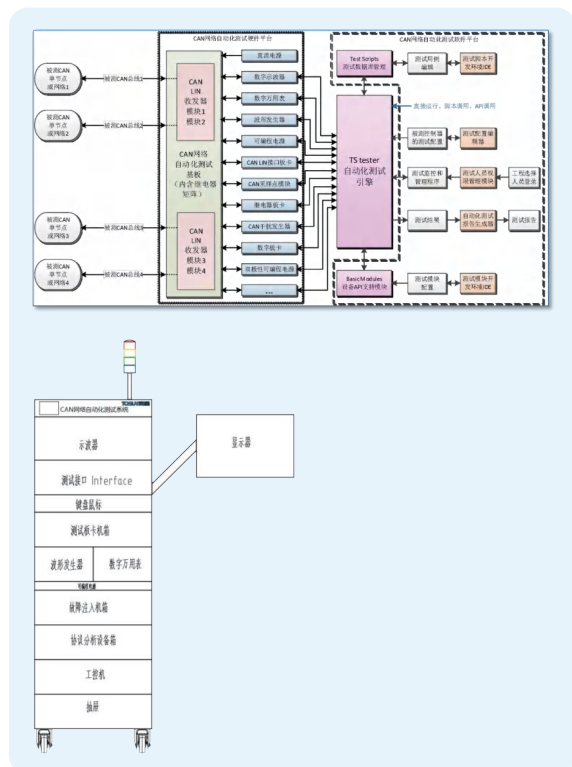 CAN网络自动化测试硬件平台
CAN网络自动化测试软件平台
被测CAN
单节点
或网络1
被测CAN总线1
被测CAN
单节点
或网络2
被测CAN总线2
被测CAN
单节点
或网络3
被测CAN总线3
被测CAN
单节点
或网络4
被测CAN总线4
CAN
LIN
收发器
模块1
模块2
CAN网络
自动化测试
基板
(内含继电器
矩阵)
CAN
LIN
收发器
模块3
模块4
直流电源
数字示波器
数字万用表
波形发生器
可编程电源
CAN LIN接口板卡
CAN采样点模块
继电器板卡
CAN干扰发生器
数字板卡
双极性可编程电源
...
Test Scripts
测试数据库管理
测试用例
编辑
测试脚本开
发环境IDE
直接运行、脚本调用、API调用
TS tester
自动化测试
引擎
被测控制器
的测试配置
测试配置编
辑器
测试监控和
管理程序
测试人员权
限管理模块
工程选择
人员登录
测试结果
自动化测试
报告生成器
测试报告
Basic Modules
设备API支持模块
测试模块
配置
测试模块开
发环境IDE
CAN网络自动化测试系统
示波器
显示器
测试接口 Interface
键盘鼠标
测试板卡机箱
波形发生器
数字万用表
可编程电源
故障注入机箱
协议分析设备箱
工控机
抽屉